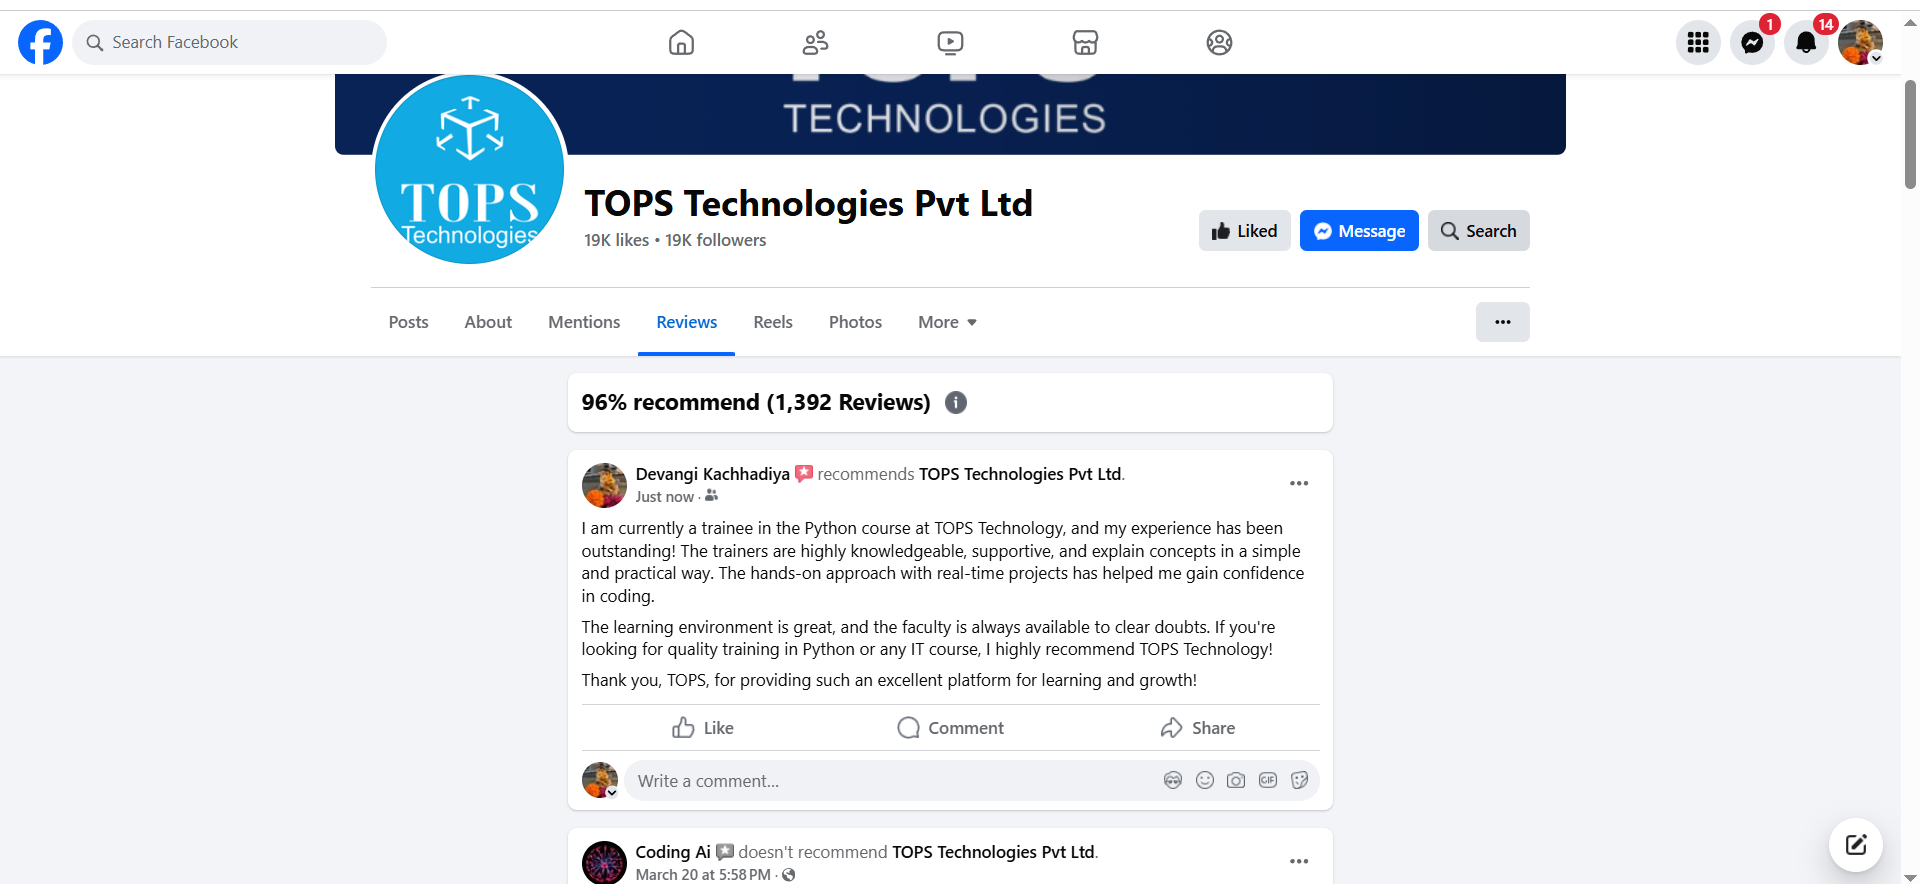 Search Facebook
1
14
TECHNOLOGIES
TOPS
Technologies
TOPS Technologies Pvt Ltd
19K likes • 19K followers
Liked
Message
Search
Posts
About
Mentions
Reviews
Reels
Photos
More
96% recommend (1,392 Reviews)
Devangi Kachhadiya recommends TOPS Technologies Pvt Ltd.
Just now ·
I am currently a trainee in the Python course at TOPS Technology, and my experience has been
outstanding! The trainers are highly knowledgeable, supportive, and explain concepts in a simple
and practical way. The hands-on approach with real-time projects has helped me gain confidence
in coding.
The learning environment is great, and the faculty is always available to clear doubts. If you're
looking for quality training in Python or any IT course, I highly recommend TOPS Technology!
Thank you, TOPS, for providing such an excellent platform for learning and growth!
Like
Comment
Share
Write a comment...
GIF
Coding Ai doesn't recommend TOPS Technologies Pvt Ltd.
March 20 at 5:58 PM ·